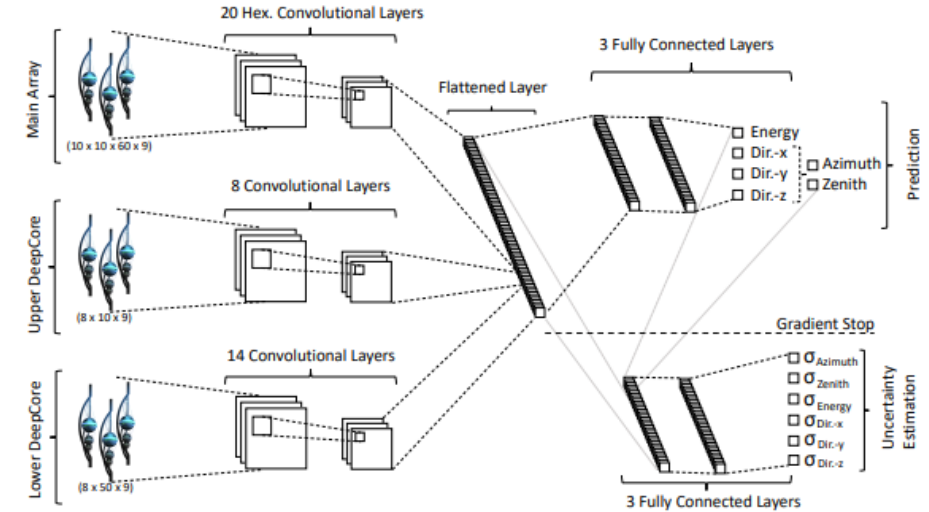 20 Hex. Convolutional Layers
Main Array
(10 x 10 x 60 x 9)
8 Convolutional Layers
Upper DeepCore
(8 x 10 x 9)
14 Convolutional Layers
Lower DeepCore
(8 x 50 x 9)
Flattened Layer
3 Fully Connected Layers
Energy
Dir.-x
Dir.-y
Dir.-z
Azimuth
Zenith
Prediction
Gradient Stop
σAzimuth
σZenith
σEnergy
σDir.-x
σDir.-y
σDir.-z
Uncertainty
Estimation
3 Fully Connected Layers